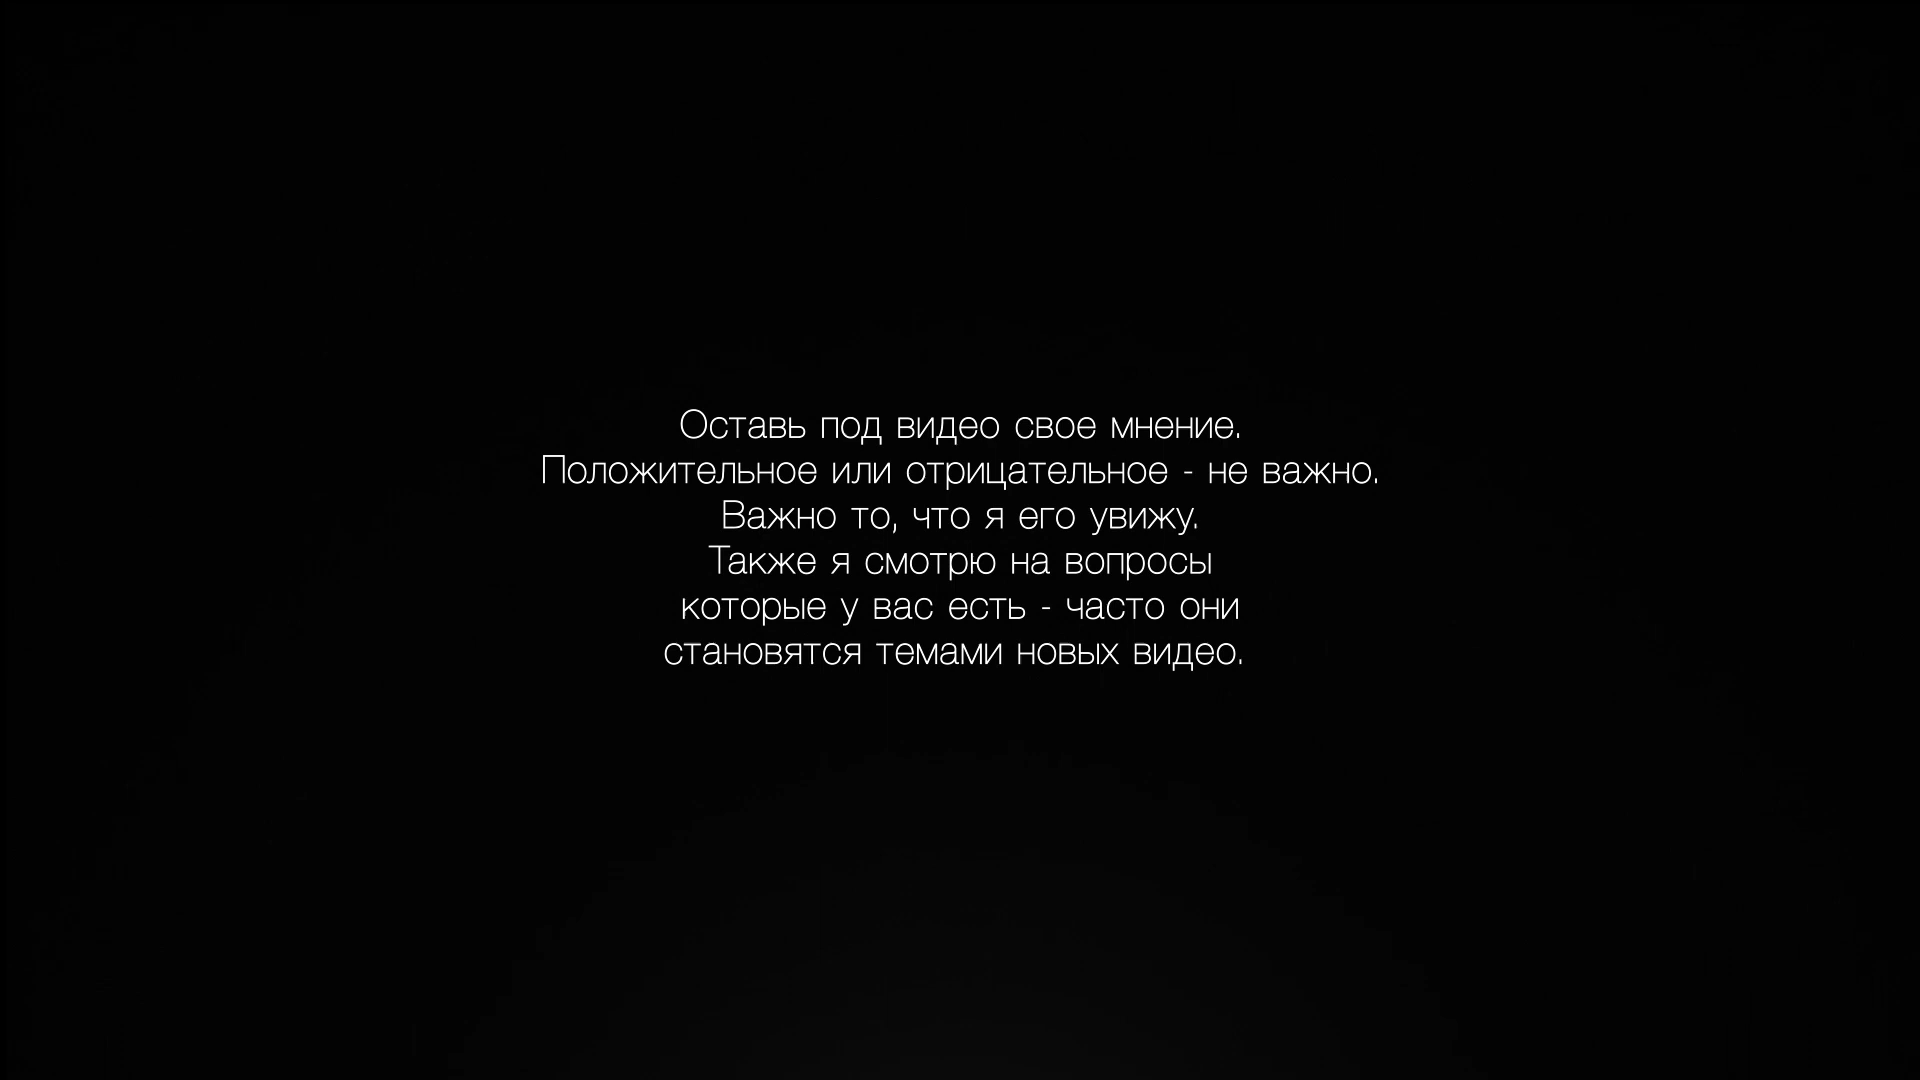 Оставь под видео свое мнение.
Положительное или отрицательное - не важно.
Важно то, что я его увижу.
Также я смотрю на вопросы
которые у вас есть - часто они
становятся темами новых видео.